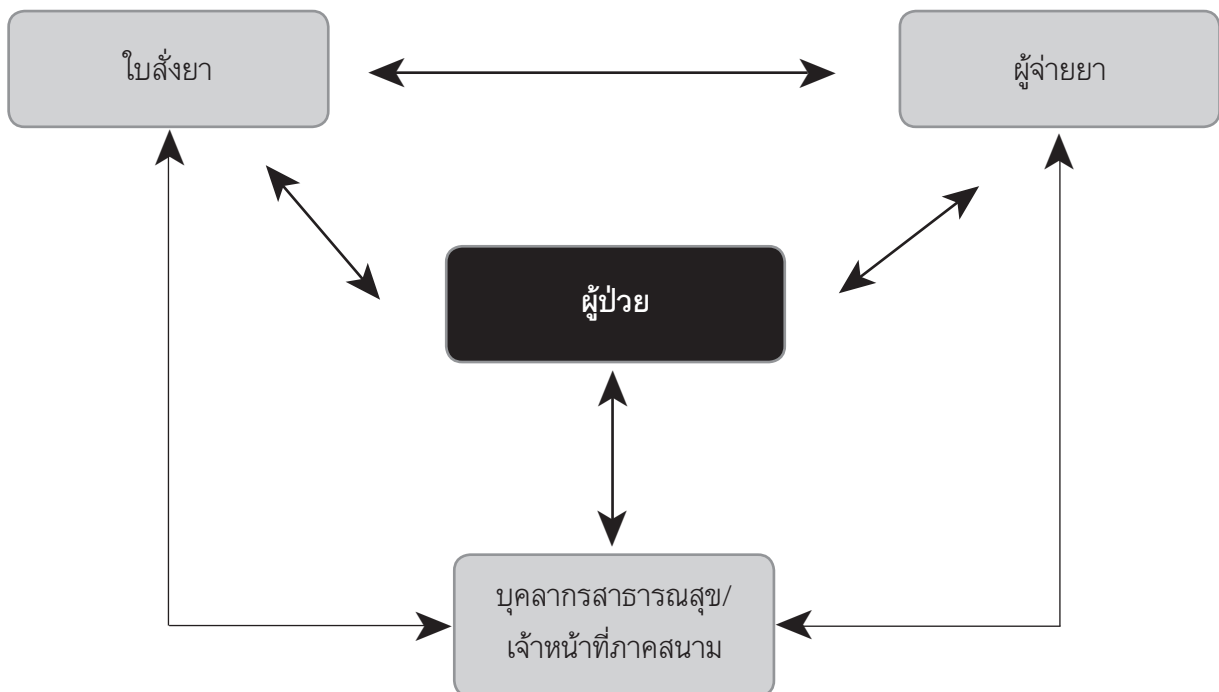 ใบสั่งยา
ผู้จ่ายยา
ผู้ป่วย
บุคลากรสาธารณสุข/
เจ้าหน้าที่ภาคสนาม